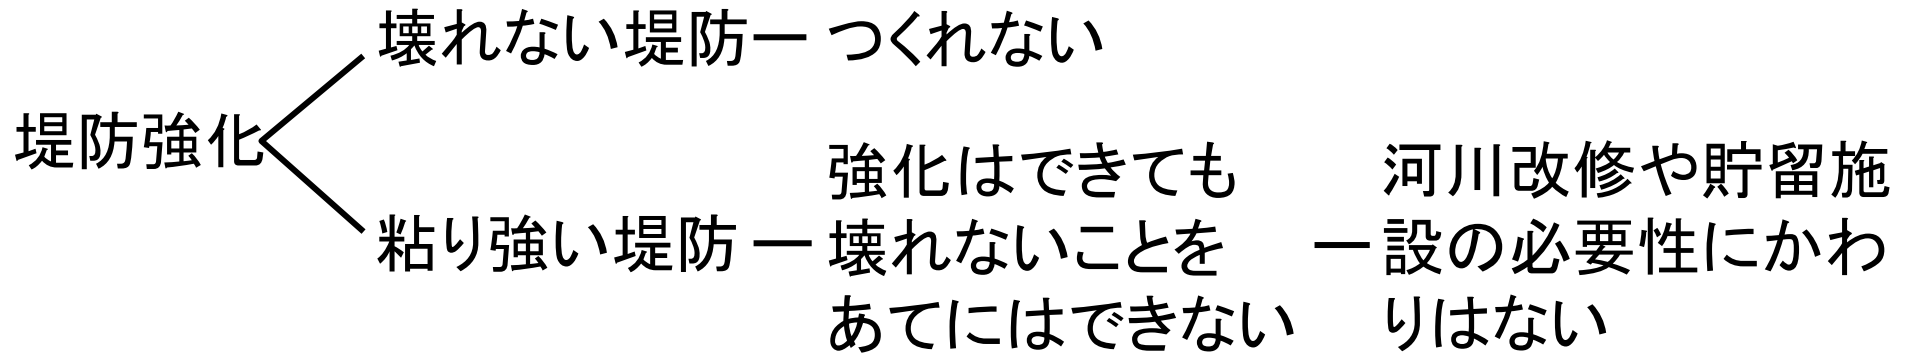 堤防強化
壊れない堤防ー つくれない
粘り強い堤防 ー 強化はできても
壊れないことを
あてにはできない
ー 河川改修や貯留施
設の必要性にかわ
りはない